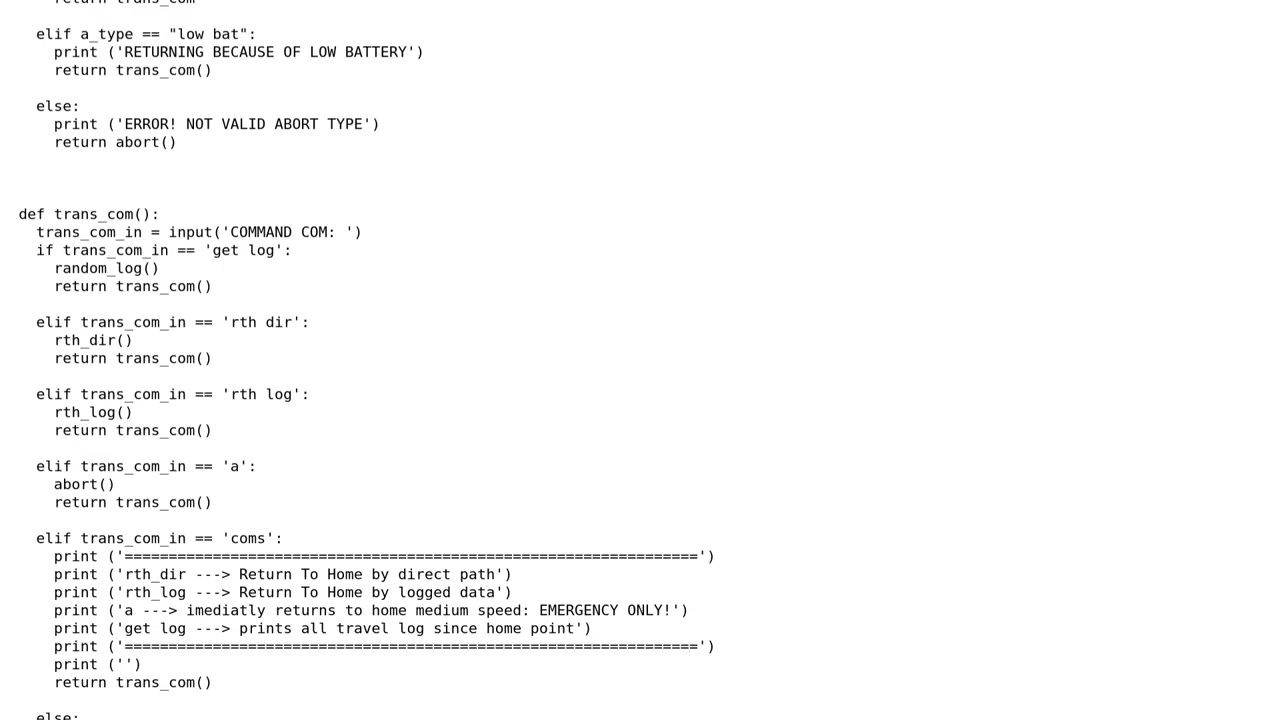 return trans_com
elif a_type == "low bat":
print ('RETURNING BECAUSE OF LOW BATTERY')
return trans_com()
else:
print ('ERROR! NOT VALID ABORT TYPE')
return abort()
def trans_com():
trans_com_in = input('COMMAND COM: ')
if trans_com_in == 'get log':
random_log()
return trans_com()
elif trans_com_in == 'rth dir':
rth_dir()
return trans_com()
elif trans_com_in == 'rth log':
rth_log()
return trans_com()
elif trans_com_in == 'a':
abort()
return trans_com()
elif trans_com_in == 'coms':
print ('=================================================================')
print ('rth_dir ---> Return To Home by direct path')
print ('rth_log ---> Return To Home by logged data')
print ('a ---> imediatly returns to home medium speed: EMERGENCY ONLY!')
print ('get log ---> prints all travel log since home point')
print ('=================================================================')
print ('')
return trans_com()
else: